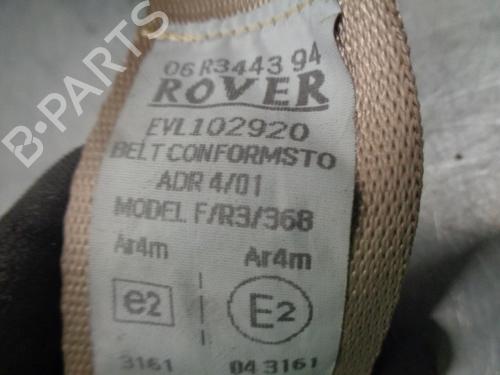 06 R3443 94
ROVER
EVL102920
BELT CONFORMSTO
ADR 4/01
MODEL F/R3/368
Ar4m Ar4m
e2 E2
3161 04 3161
B-PARTS